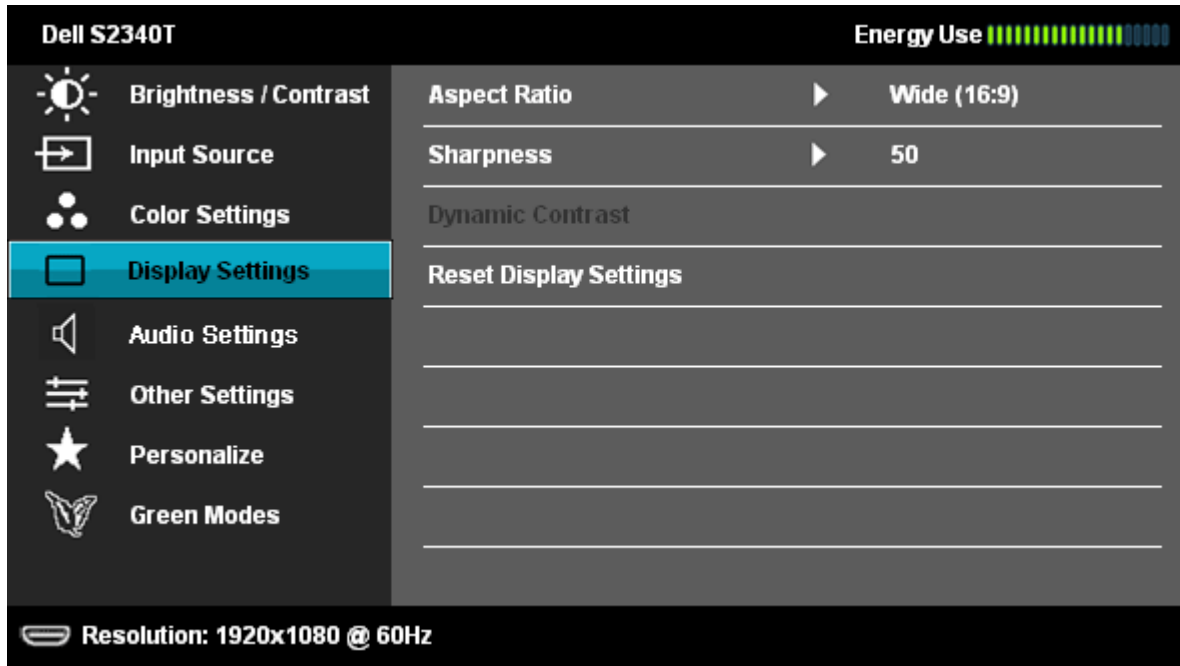 Dell S2340T Energy Use
Brightness / Contrast Aspect Ratio Wide (16:9)
Input Source Sharpness 50
Color Settings Dynamic Contrast
Display Settings Reset Display Settings
Audio Settings
Other Settings
Personalize
Green Modes
Resolution: 1920x1080 @ 60Hz